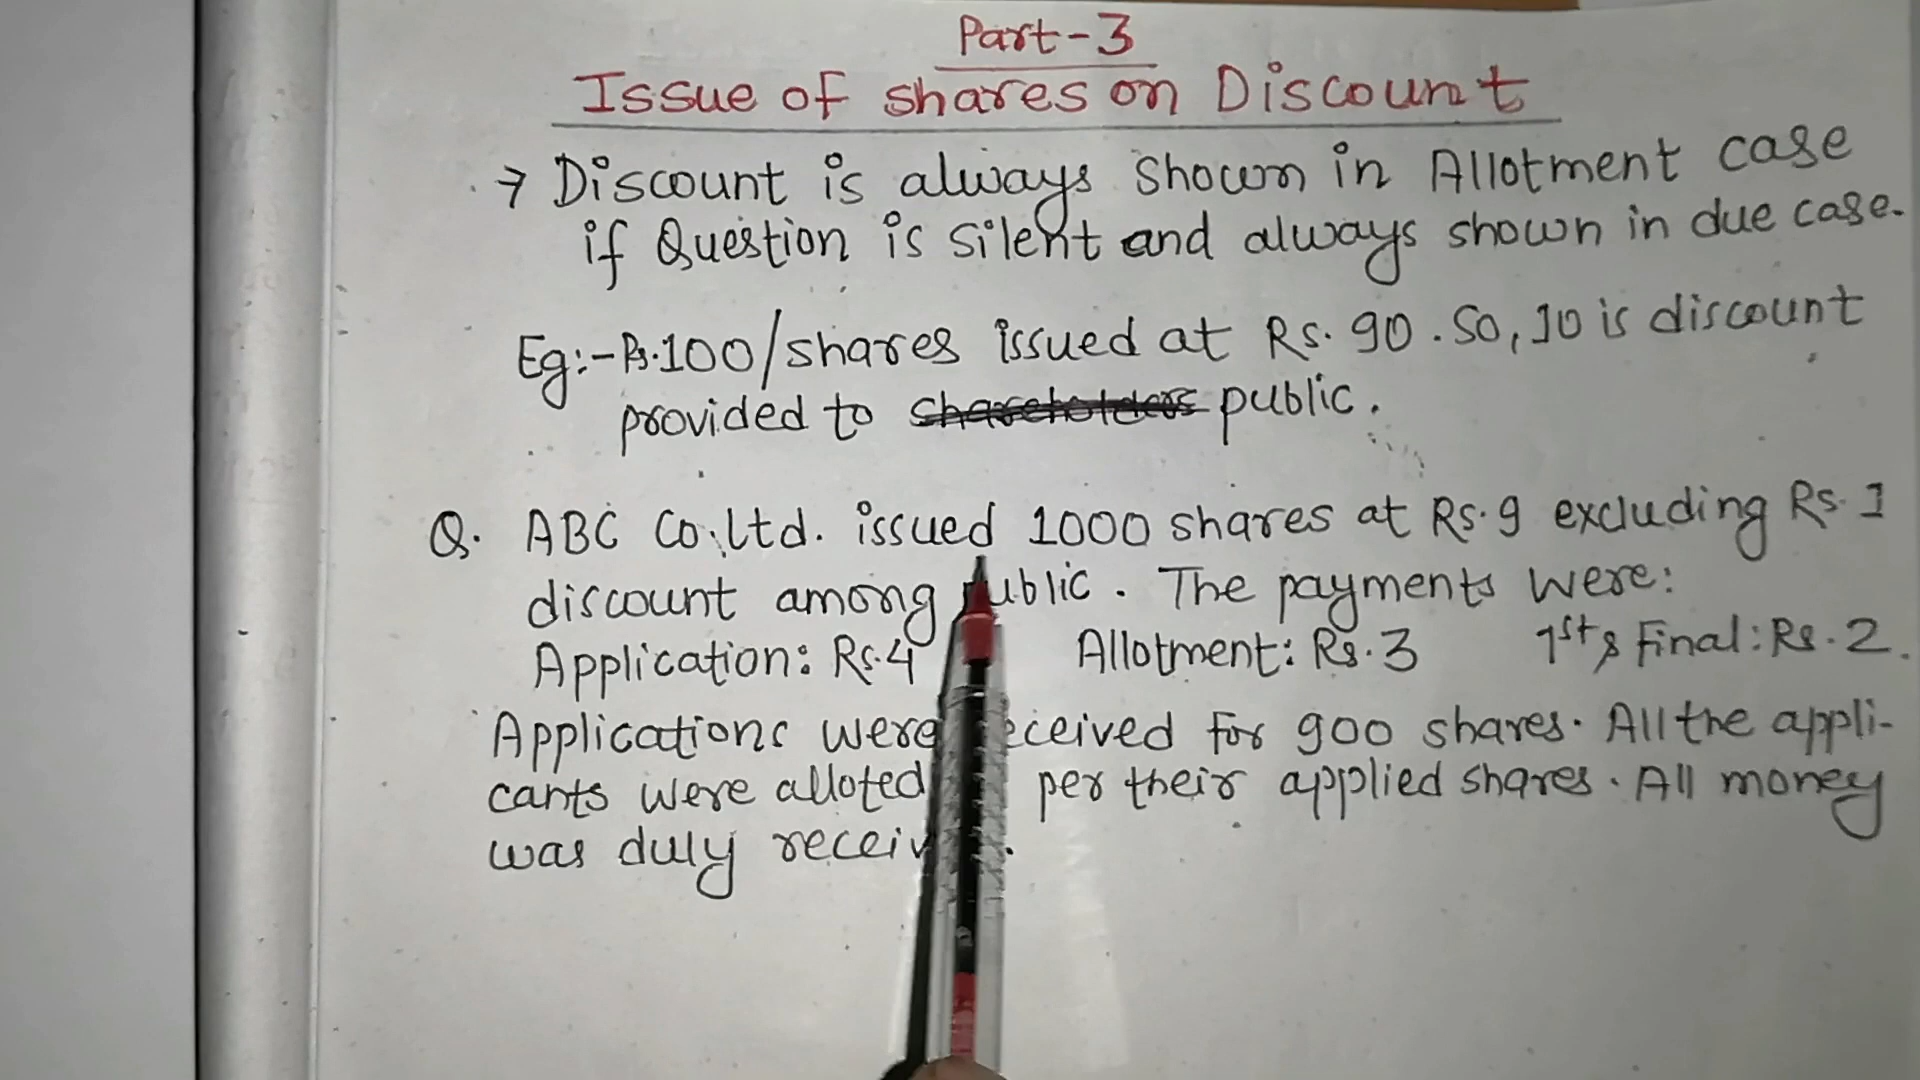 Part-3
Issue of shares on Discount
→ Discount is always shown in Allotment case
if Question is silent and always shown in due case.
Eg:- Rs.100/shares issued at Rs. 90. So, 10 is discount
provided to shareholders public.
Q. ABC Co. Ltd. issued 1000 shares at Rs. 9 excluding Rs. 1
discount among ublic. The payments were:
Application: Rs. 4 Allotment: Rs. 3 1st & Final: Rs. 2.
Applications were eceived for 900 shares. All the appli-
cants were alloted per their applied shares. All money
was duly receiv .